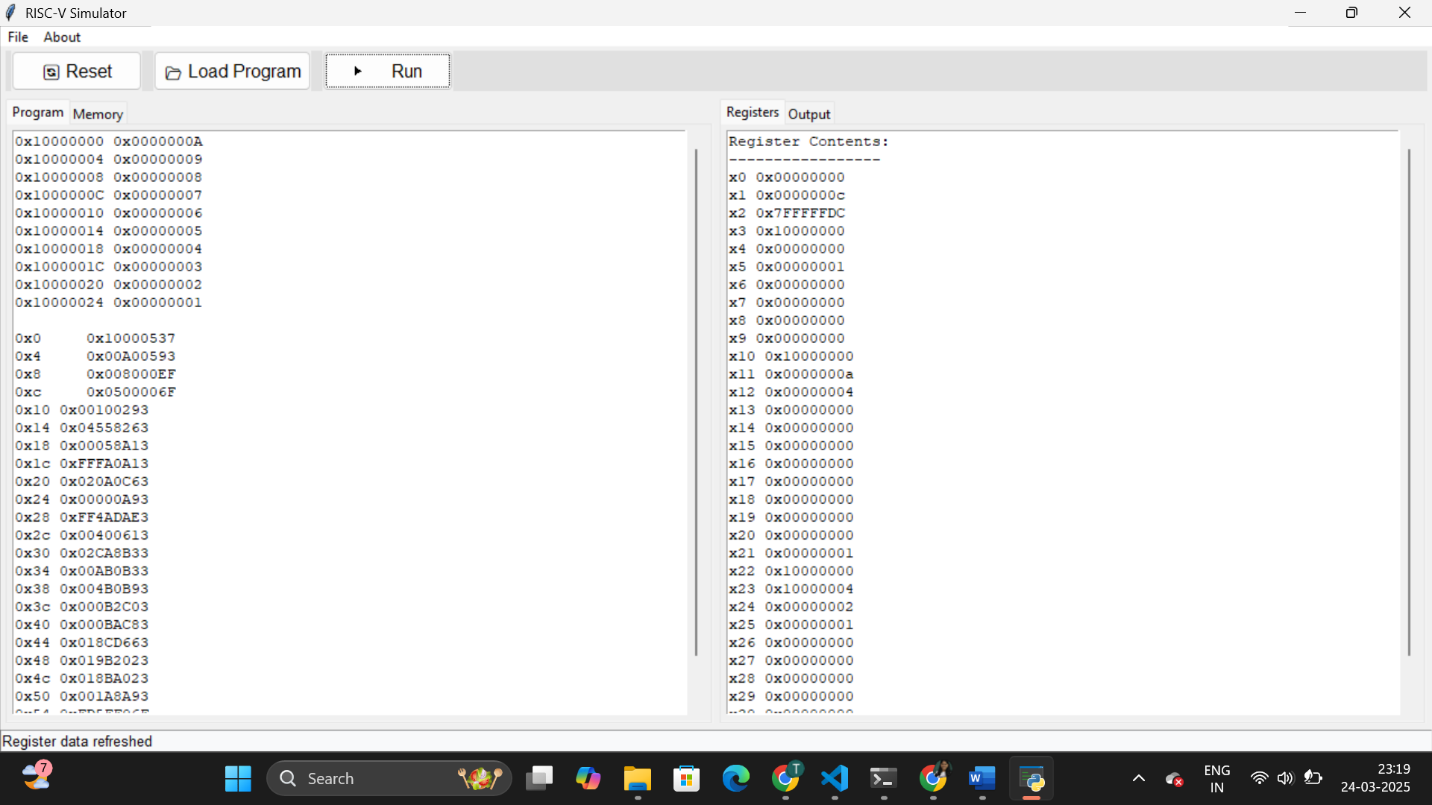 RISC-V Simulator
File About
Reset Load Program Run
Program Memory
0x10000000 0x0000000A
0x10000004 0x00000009
0x10000008 0x00000008
0x1000000C 0x00000007
0x10000010 0x00000006
0x10000014 0x00000005
0x10000018 0x00000004
0x1000001C 0x00000003
0x10000020 0x00000002
0x10000024 0x00000001
0x0 0x10000537
0x4 0x00A00593
0x8 0x008000EF
0xc 0x0500006F
0x10 0x00100293
0x14 0x04558263
0x18 0x00058A13
0x1c 0xFFFA0A13
0x20 0x020A0C63
0x24 0x00000A93
0x28 0xFF4ADAE3
0x2c 0x00400613
0x30 0x02CA8B33
0x34 0x00AB0B33
0x38 0x004B0B93
0x3c 0x000B2C03
0x40 0x000BAC83
0x44 0x018CD663
0x48 0x019B2023
0x4c 0x018BA023
0x50 0x001A8A93
Registers Output
Register Contents:
-----------------
x0 0x00000000
x1 0x0000000c
x2 0x7FFFFFDC
x3 0x10000000
x4 0x00000000
x5 0x00000001
x6 0x00000000
x7 0x00000000
x8 0x00000000
x9 0x00000000
x10 0x10000000
x11 0x0000000a
x12 0x00000004
x13 0x00000000
x14 0x00000000
x15 0x00000000
x16 0x00000000
x17 0x00000000
x18 0x00000000
x19 0x00000000
x20 0x00000000
x21 0x00000001
x22 0x10000000
x23 0x10000004
x24 0x00000002
x25 0x00000001
x26 0x00000000
x27 0x00000000
x28 0x00000000
x29 0x00000000
Register data refreshed
7
Search
T
ENG
IN
23:19
24-03-2025